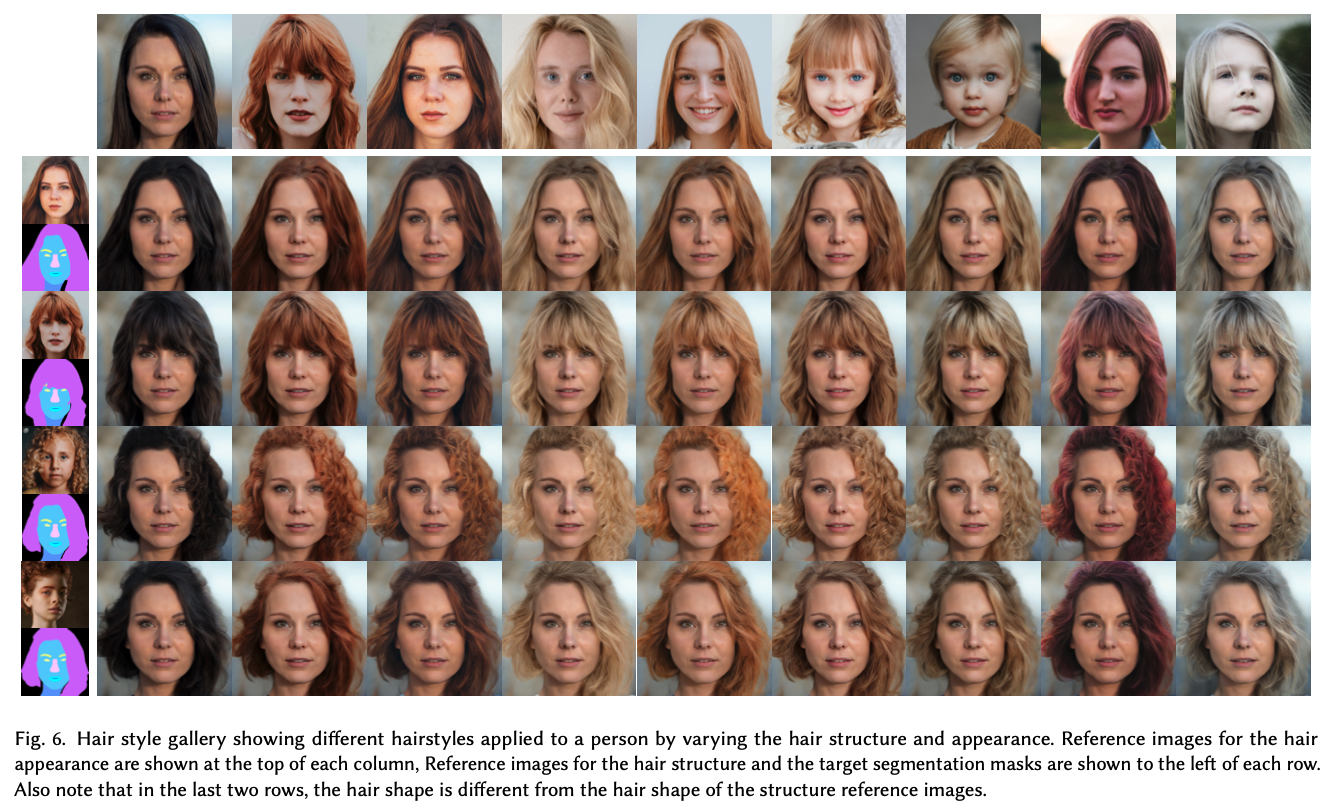 Fig. 6. Hair style gallery showing different hairstyles applied to a person by varying the hair structure and appearance. Reference images for the hair
appearance are shown at the top of each column, Reference images for the hair structure and the target segmentation masks are shown to the left of each row.
Also note that in the last two rows, the hair shape is different from the hair shape of the structure reference images.